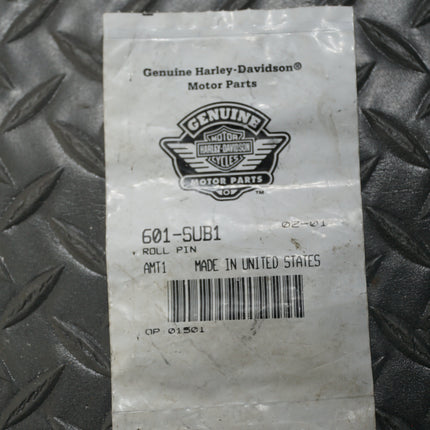 Genuine Harley-Davidson®
Motor Parts
GENUINE
MOTOR
HARLEY-DAVIDSON
CYCLES
MOTOR PARTS
™
601-SUB1
02-01
ROLL PIN
AMT1 MADE IN UNITED STATES
QP 01501